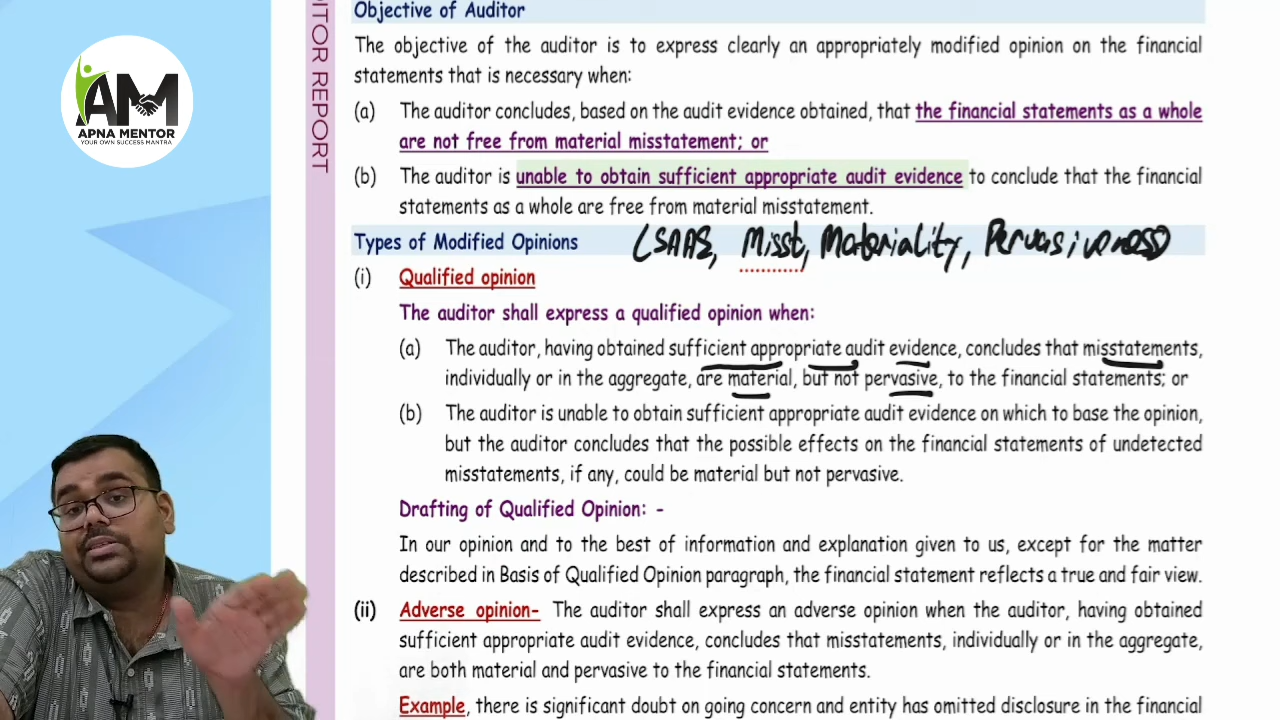 AM
APNA MENTOR
YOUR OWN SUCCESS MANTRA
ITOR REPORT
Objective of Auditor
The objective of the auditor is to express clearly an appropriately modified opinion on the financial
statements that is necessary when:
(a) The auditor concludes, based on the audit evidence obtained, that the financial statements as a whole
are not free from material misstatement; or
(b) The auditor is unable to obtain sufficient appropriate audit evidence to conclude that the financial
statements as a whole are free from material misstatement.
Types of Modified Opinions (SAAE, Misst, Materiality, Pervasiveness)
(i) Qualified opinion
The auditor shall express a qualified opinion when:
(a) The auditor, having obtained sufficient appropriate audit evidence, concludes that misstatements,
individually or in the aggregate, are material, but not pervasive, to the financial statements; or
(b) The auditor is unable to obtain sufficient appropriate audit evidence on which to base the opinion,
but the auditor concludes that the possible effects on the financial statements of undetected
misstatements, if any, could be material but not pervasive.
Drafting of Qualified Opinion: -
In our opinion and to the best of information and explanation given to us, except for the matter
described in Basis of Qualified Opinion paragraph, the financial statement reflects a true and fair view.
(ii) Adverse opinion- The auditor shall express an adverse opinion when the auditor, having obtained
sufficient appropriate audit evidence, concludes that misstatements, individually or in the aggregate,
are both material and pervasive to the financial statements.
Example, there is significant doubt on going concern and entity has omitted disclosure in the financial